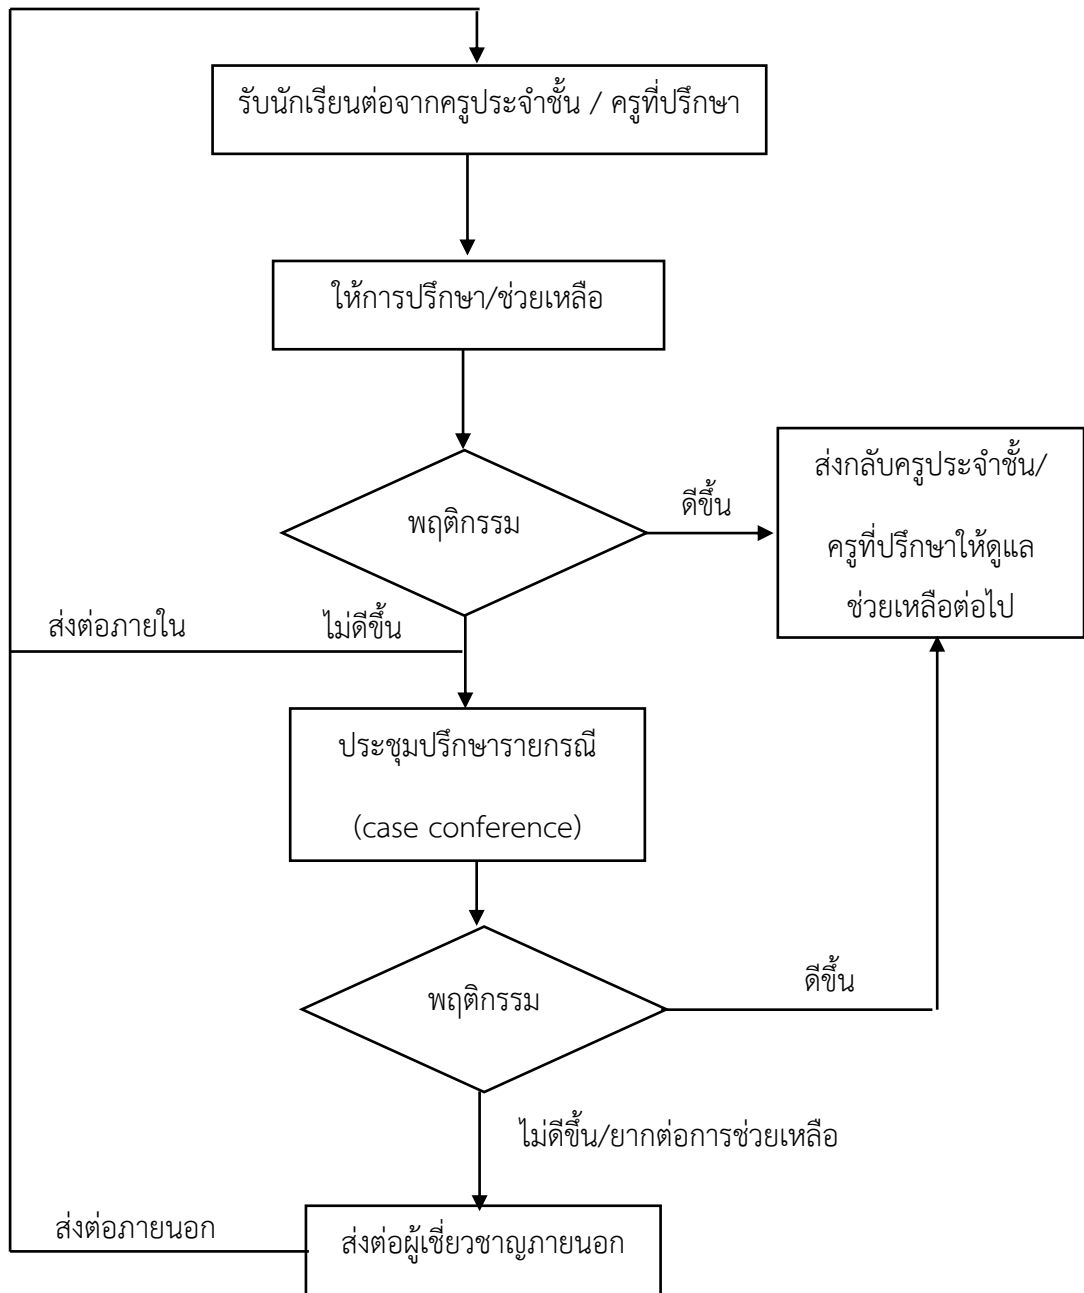 รับนักเรียนต่อจากครูประจำชั้น / ครูที่ปรึกษา
ให้การปรึกษา/ช่วยเหลือ
พฤติกรรม
ดีขึ้น
ส่งกลับครูประจำชั้น/
ครูที่ปรึกษาให้ดูแล
ช่วยเหลือต่อไป
ส่งต่อภายใน
ไม่ดีขึ้น
ประชุมปรึกษารายกรณี
(case conference)
พฤติกรรม
ดีขึ้น
ไม่ดีขึ้น/ยากต่อการช่วยเหลือ
ส่งต่อภายนอก
ส่งต่อผู้เชี่ยวชาญภายนอก